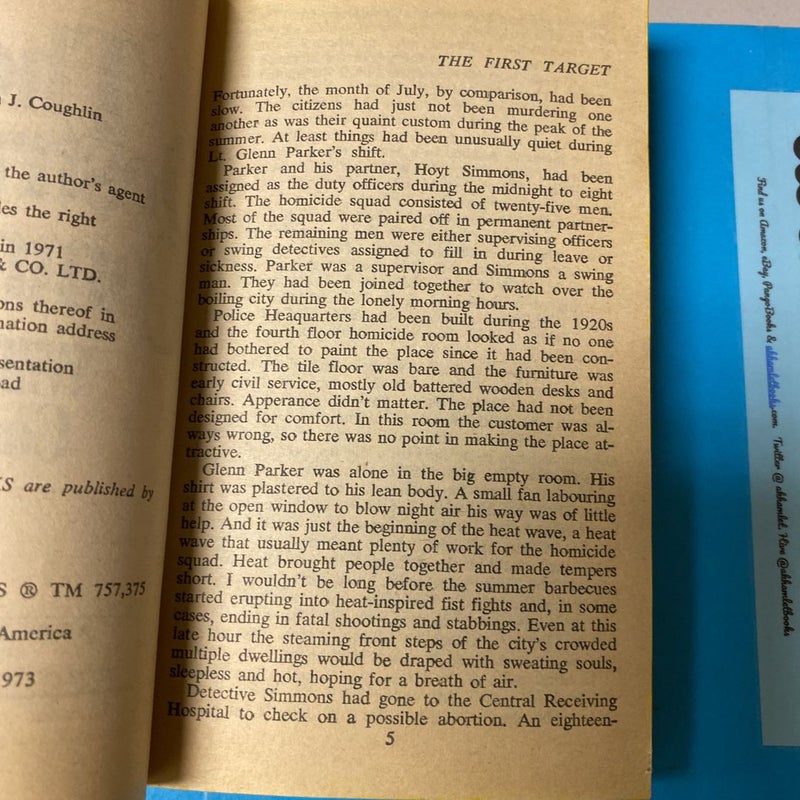 J. Coughlin
the author's agent
the right
in 1971
& CO. LTD.
thereof in
address
ad
S are published by
S ® TM 757,375
America
973
THE FIRST TARGET
Fortunately, the month of July, by comparison, had been
slow. The citizens had just not been murdering one
another as was their quaint custom during the peak of the
summer. At least things had been unusually quiet during
Lt. Glenn Parker's shift.
Parker and his partner, Hoyt Simmons, had been
assigned as the duty officers during the midnight to eight
shift. The homicide squad consisted of twenty-five men.
Most of the squad were paired off in permanent partner-
ships. The remaining men were either supervising officers
or swing detectives assigned to fill in during leave or
sickness. Parker was a supervisor and Simmons a swing
man. They had been joined together to watch over the
boiling city during the lonely morning hours.
Police Heaquarters had been built during the 1920s
and the fourth floor homicide room looked as if no one
had bothered to paint the place since it had been con-
structed. The tile floor was bare and the furniture was
early civil service, mostly old battered wooden desks and
chairs. Apperance didn't matter. The place had not been
designed for comfort. In this room the customer was al-
ways wrong, so there was no point in making the place at-
tractive.
Glenn Parker was alone in the big empty room. His
shirt was plastered to his lean body. A small fan labouring
at the open window to blow night air his way was of little
help. And it was just the beginning of the heat wave, a heat
wave that usually meant plenty of work for the homicide
squad. Heat brought people together and made tempers
short. I wouldn't be long before the summer barbecues
started erupting into heat-inspired fist fights and, in some
cases, ending in fatal shootings and stabbings. Even at this
late hour the steaming front steps of the city's crowded
multiple dwellings would be draped with sweating souls,
sleepless and hot, hoping for a breath of air.
Detective Simmons had gone to the Central Receiving
Hospital to check on a possible abortion. An eighteen-
5
Find us on Amazon, eBay, PangoBooks & akhamletbooks.com. Twitter @ akhamlet. Hive @akhamletbooks